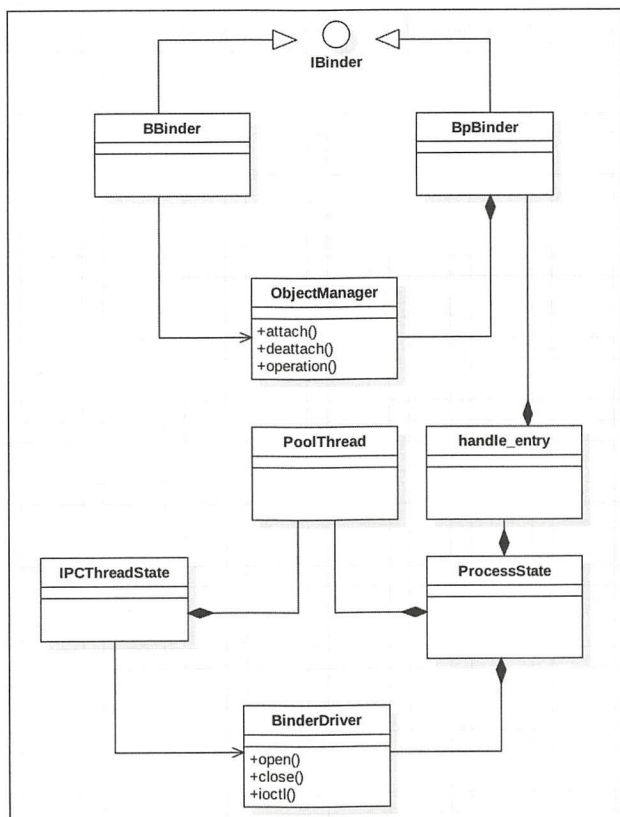 IBinder
BBinder
BpBinder
ObjectManager
+attach()
+deattach()
+operation()
PoolThread
handle_entry
IPCThreadState
ProcessState
BinderDriver
+open()
+close()
+ioctl()